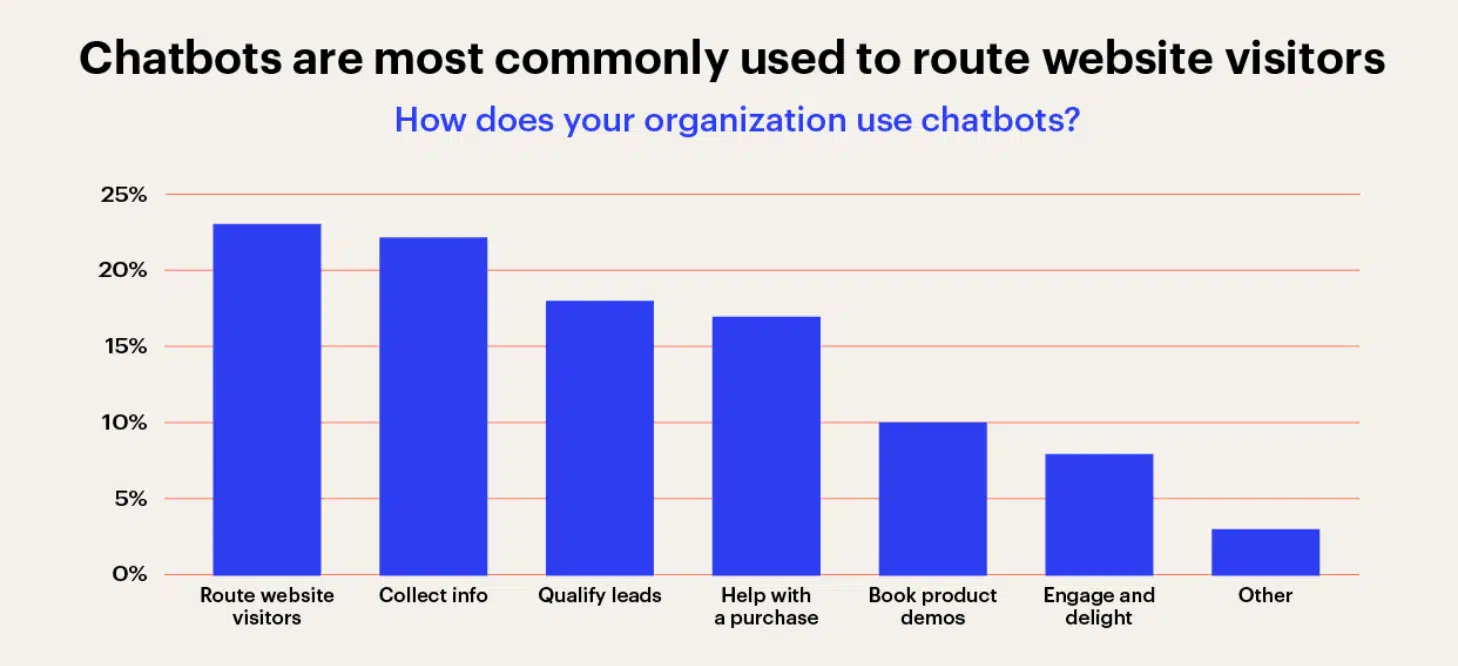 Chatbots are most commonly used to route website visitors
How does your organization use chatbots?
25%
20%
15%
10%
5%
0%
Route website
visitors
Collect info
Qualify leads
Help with
a purchase
Book product
demos
Engage and
delight
Other